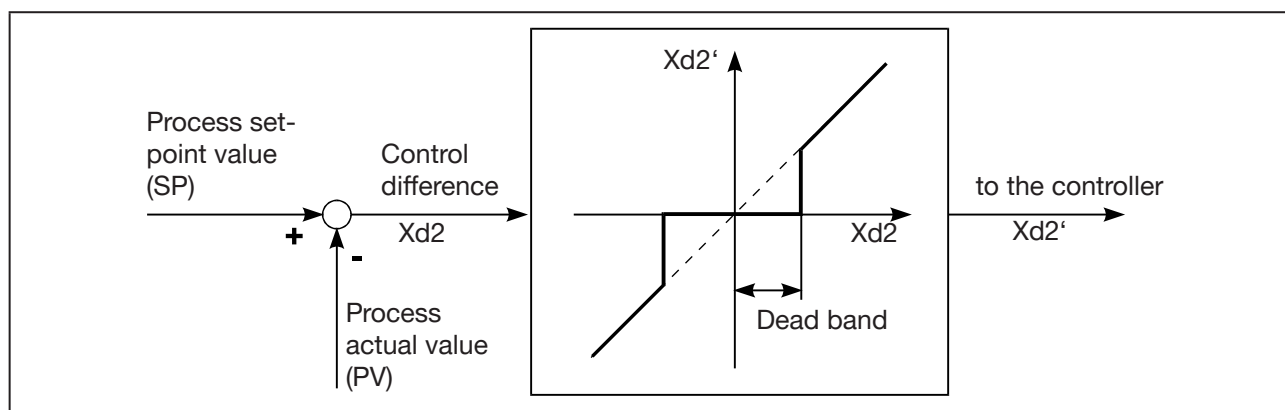 Process set-
point value
(SP)
+
Control
difference
Xd2
-
Process
actual value
(PV)
Xd2‘
Xd2
Dead band
to the controller
Xd2‘